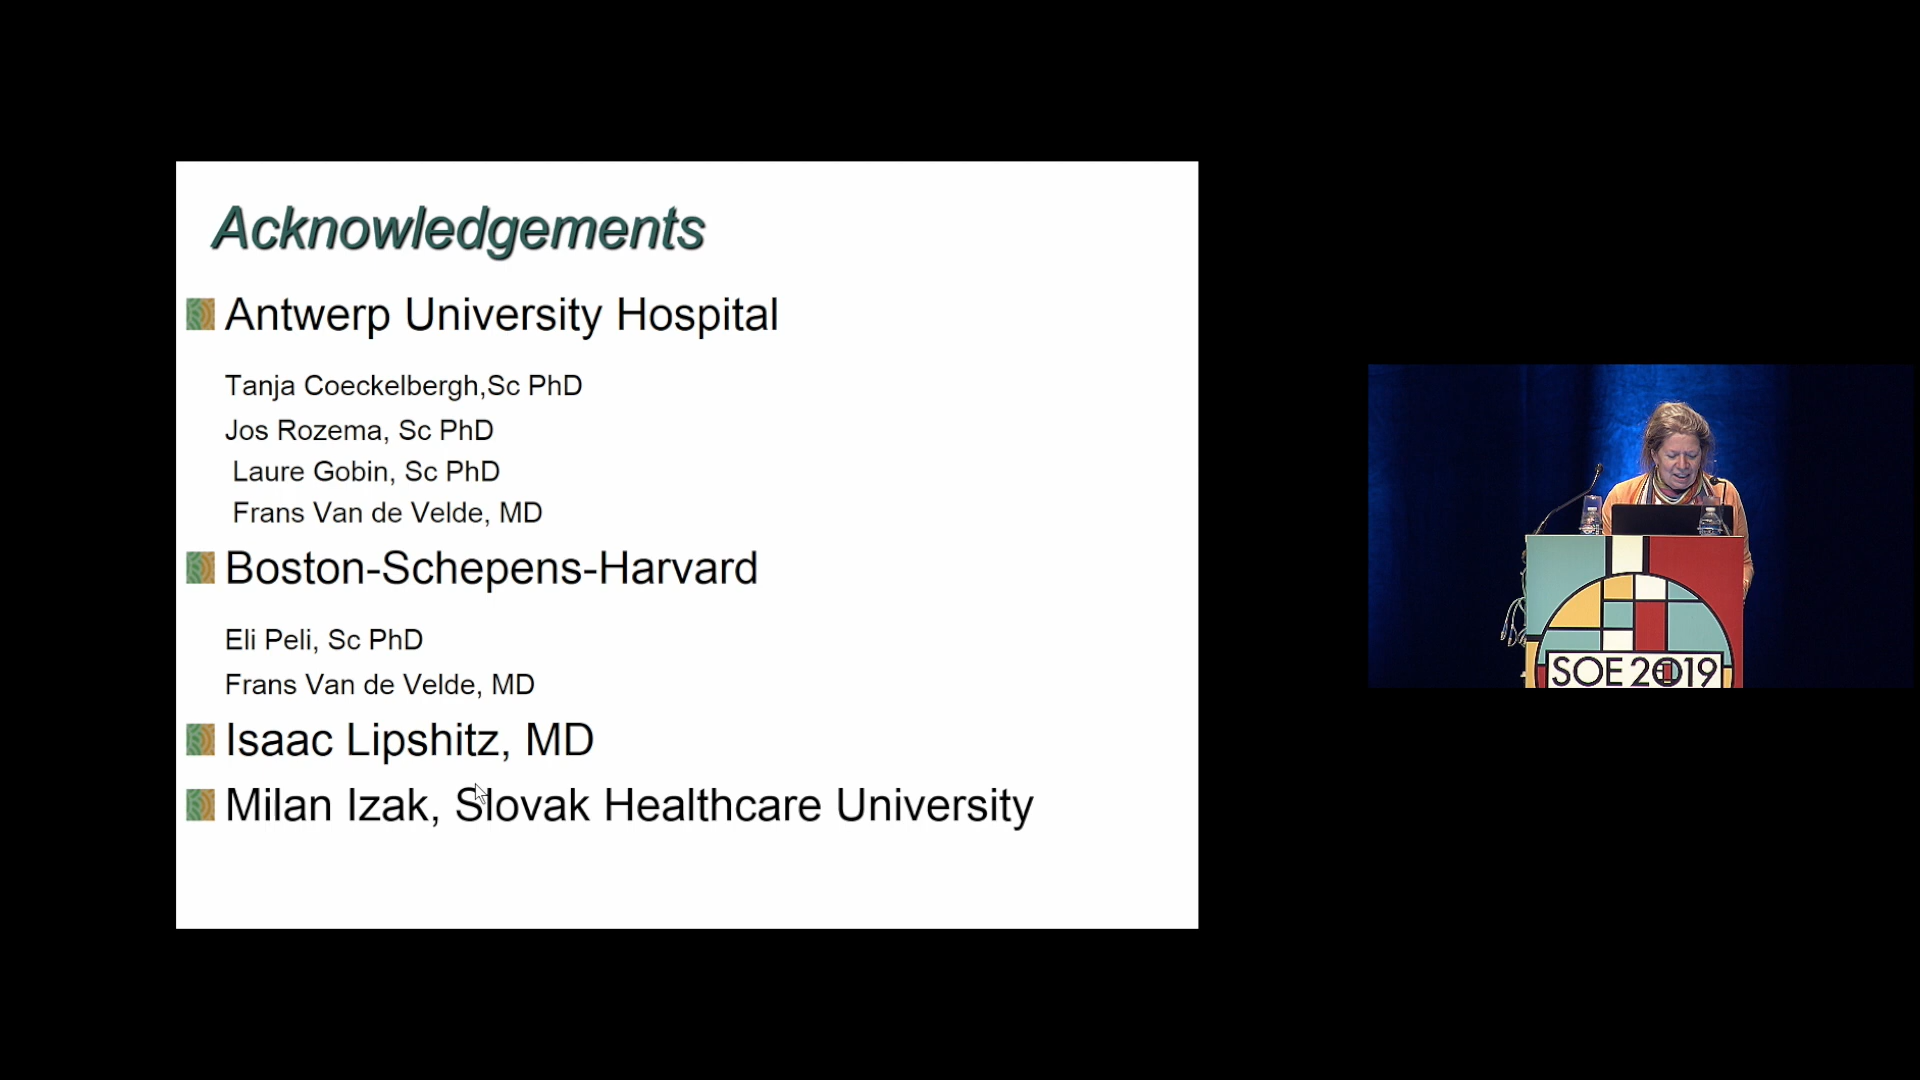 Acknowledgements
Antwerp University Hospital
Tanja Coeckelbergh,Sc PhD
Jos Rozema, Sc PhD
Laure Gobin, Sc PhD
Frans Van de Velde, MD
Boston-Schepens-Harvard
Eli Peli, Sc PhD
Frans Van de Velde, MD
Isaac Lipshitz, MD
Milan Izak, Slovak Healthcare University
SOE 2019